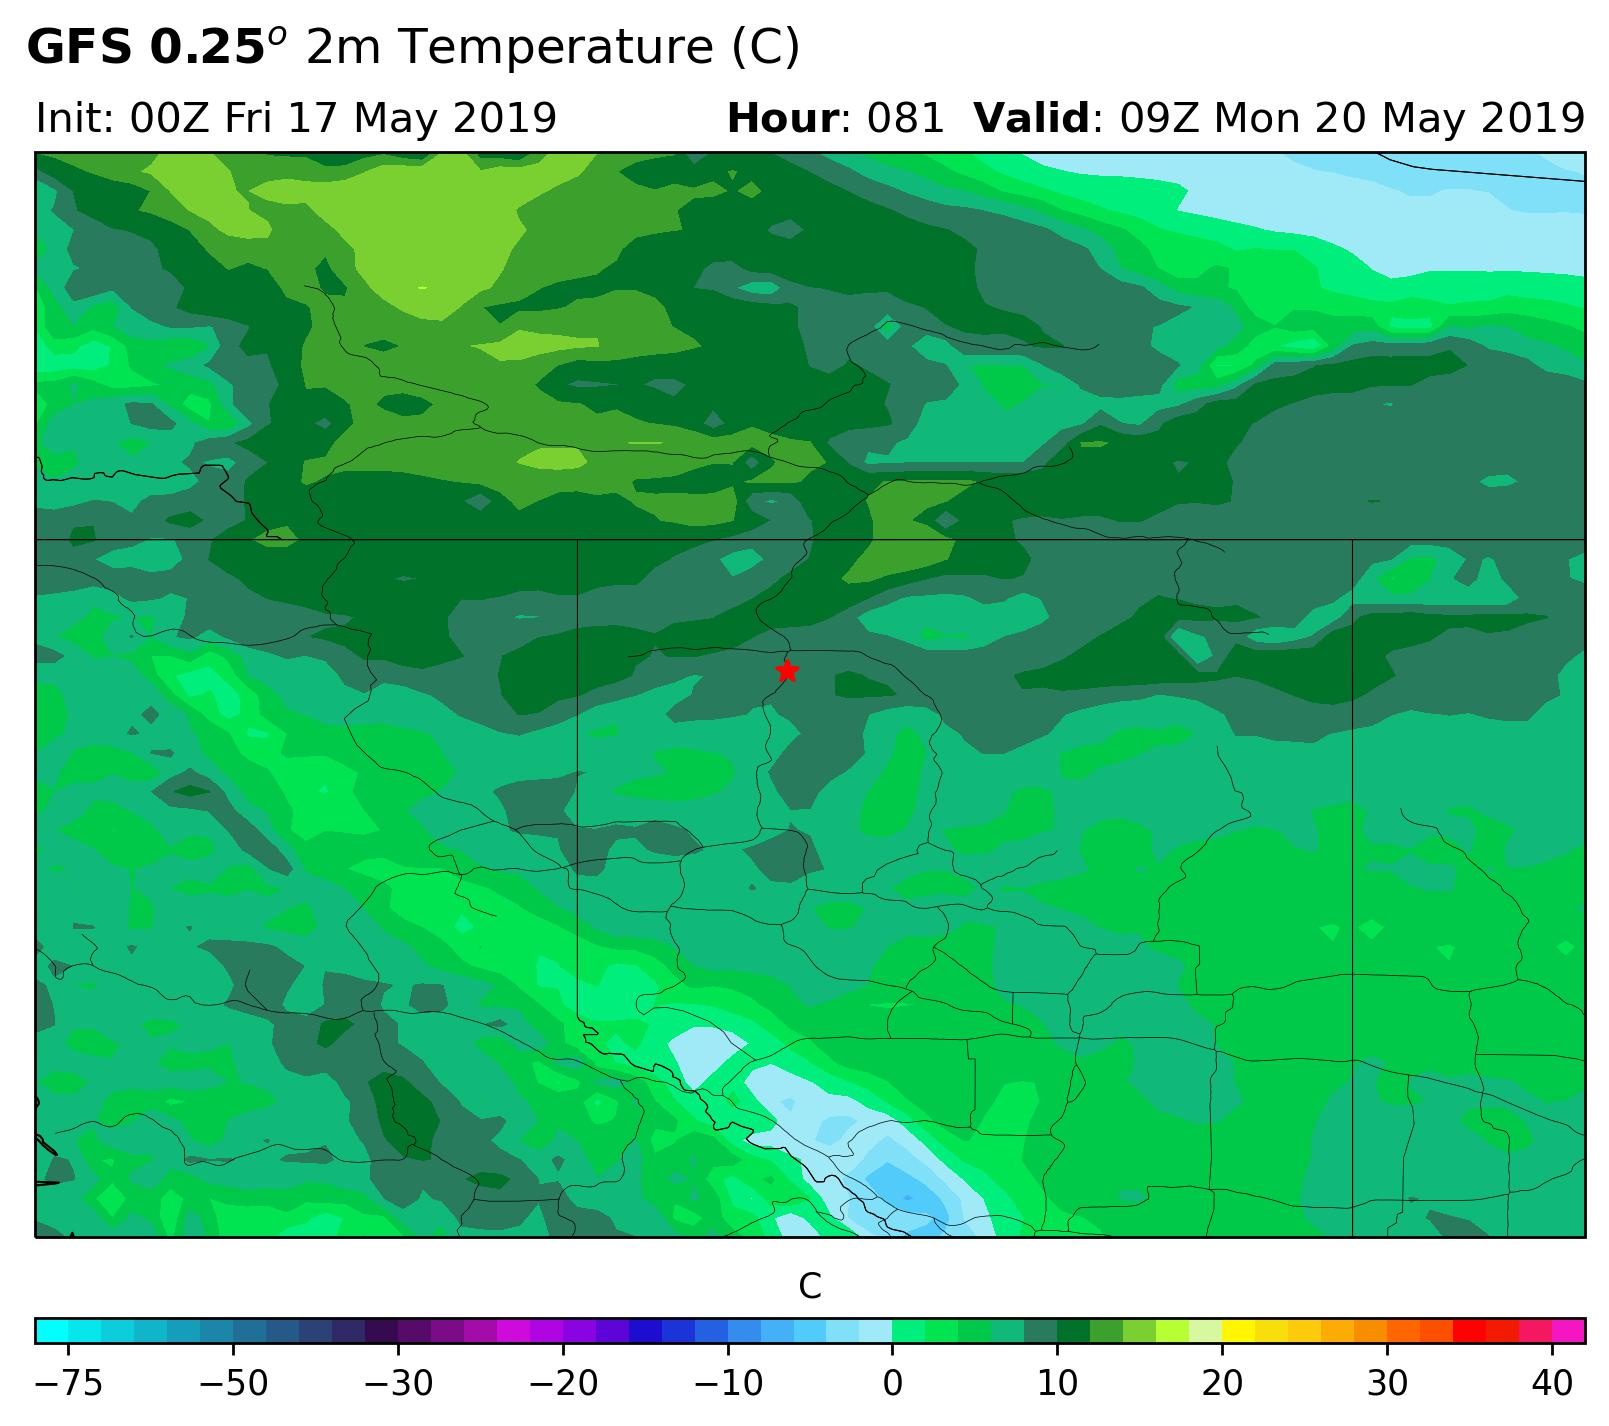 GFS 0.25° 2m Temperature (C)
Init: 00Z Fri 17 May 2019 Hour: 081 Valid: 09Z Mon 20 May 2019
C
−75 −50 −30 −20 −10 0 10 20 30 40